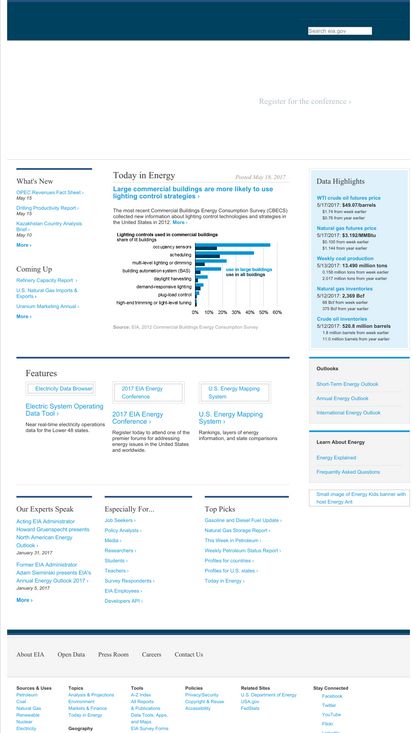 Search eia.gov
Register for the conference ›
What's New
OPEC Revenues Fact Sheet ›
May 15
Drilling Productivity Report ›
May 15
Kazakhstan Country Analysis
Brief ›
May 10
More ›
Coming Up
Refinery Capacity Report ›
U.S. Natural Gas Imports &
Exports ›
Uranium Marketing Annual ›
More ›
Today in Energy
Posted May 18, 2017
Large commercial buildings are more likely to use
lighting control strategies ›
The most recent Commercial Buildings Energy Consumption Survey (CBECS)
collected new information about lighting control technologies and strategies in
the United States in 2012. More ›
Lighting controls used in commercial buildings
share of lit buildings
occupancy sensors
scheduling
multi-level lighting or dimming
building automation system (BAS)
daylight harvesting
demand-responsive lighting
plug-load control
high-end trimming or light-level tuning
use in large buildings
use in all buildings
0% 10% 20% 30% 40% 50% 60%
Source: EIA, 2012 Commercial Buildings Energy Consumption Survey
Data Highlights
WTI crude oil futures price
5/17/2017: $49.07/barrels
$1.74 from week earlier
$0.76 from year earlier
Natural gas futures price
5/17/2017: $3.192/MMBtu
$0.100 from week earlier
$1.144 from year earlier
Weekly coal production
5/13/2017: 13.490 million tons
0.158 million tons from week earlier
2.017 million tons from year earlier
Natural gas inventories
5/12/2017: 2,369 Bcf
68 Bcf from week earlier
375 Bcf from year earlier
Crude oil inventories
5/12/2017: 520.8 million barrels
1.8 million barrels from week earlier
11.0 million barrels from year earlier
Features
Electricity Data Browser
Electric System Operating
Data Tool ›
Near real-time electricity operations
data for the Lower 48 states.
2017 EIA Energy
Conference
2017 EIA Energy
Conference ›
Register today to attend one of the
premier forums for addressing
energy issues in the United States
and worldwide.
U.S. Energy Mapping
System
U.S. Energy Mapping
System ›
Rankings, layers of energy
information, and state comparisons
Outlooks
Short-Term Energy Outlook
Annual Energy Outlook
International Energy Outlook
Learn About Energy
Energy Explained
Frequently Asked Questions
Small image of Energy Kids banner with
host Energy Ant
Our Experts Speak
Acting EIA Administrator
Howard Gruenspecht presents
North American Energy
Outlook ›
January 31, 2017
Former EIA Administrator
Adam Sieminski presents EIA's
Annual Energy Outlook 2017 ›
January 5, 2017
More ›
Especially For...
Job Seekers ›
Policy Analysts ›
Media ›
Researchers ›
Students ›
Teachers ›
Survey Respondents ›
EIA Employees ›
Developers API ›
Top Picks
Gasoline and Diesel Fuel Update ›
Natural Gas Storage Report ›
This Week in Petroleum ›
Weekly Petroleum Status Report ›
Profiles for countries ›
Profiles for U.S. states ›
Today in Energy ›
About EIA Open Data Press Room Careers Contact Us
Sources & Uses
Petroleum
Coal
Natural Gas
Renewable
Nuclear
Electricity
Topics
Analysis & Projections
Environment
Markets & Finance
Today in Energy
Geography
Tools
A-Z Index
All Reports
& Publications
Data Tools, Apps,
and Maps
EIA Survey Forms
Policies
Privacy/Security
Copyright & Reuse
Accessibility
Related Sites
U.S. Department of Energy
USA.gov
FedStats
Stay Connected
Facebook
Twitter
YouTube
Flickr